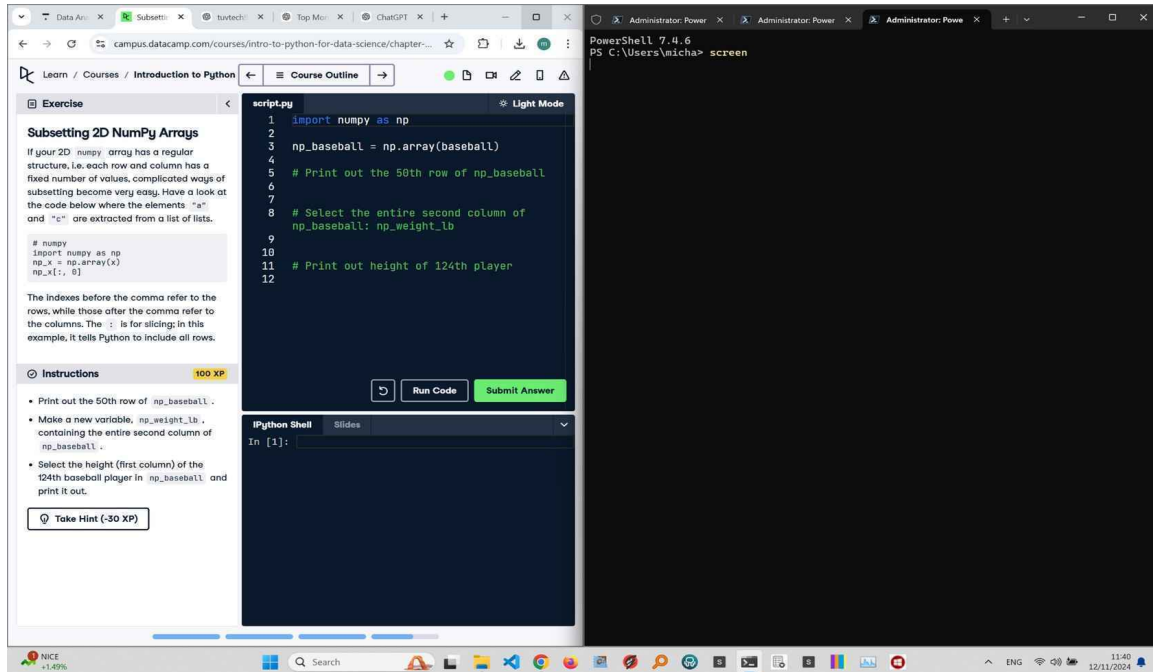 Data An
Subsettin
tuvtech
Top Mo
ChatGPT
campus.datacamp.com/courses/intro-to-python-for-data-science/chapter-...
m
Learn / Courses / Introduction to Python
Course Outline
Exercise
Subsetting 2D NumPy Arrays
If your 2D numpy array has a regular
structure, i.e. each row and column has a
fixed number of values, complicated ways of
subsetting become very easy. Have a look at
the code below where the elements "a"
and "c" are extracted from a list of lists.
# numpy
import numpy as np
np_x = np.array(x)
np_x[:, 0]
The indexes before the comma refer to the
rows, while those after the comma refer to
the columns. The : is for slicing; in this
example, it tells Python to include all rows.
Instructions
100 XP
• Print out the 50th row of np_baseball .
• Make a new variable, np_weight_lb ,
containing the entire second column of
np_baseball .
• Select the height (first column) of the
124th baseball player in np_baseball and
print it out.
Take Hint (-30 XP)
script.py
Light Mode
1 import numpy as np
2
3 np_baseball = np.array(baseball)
4
5 # Print out the 50th row of np_baseball
6
7
8 # Select the entire second column of
np_baseball: np_weight_lb
9
10
11 # Print out height of 124th player
12
Run Code
Submit Answer
IPython Shell
Slides
In [1]:
Administrator: Power
Administrator: Power
Administrator: Powe
PowerShell 7.4.6
PS C:\Users\micha> screen
1
NICE
+1.49%
Search
ENG
11:40
12/11/2024